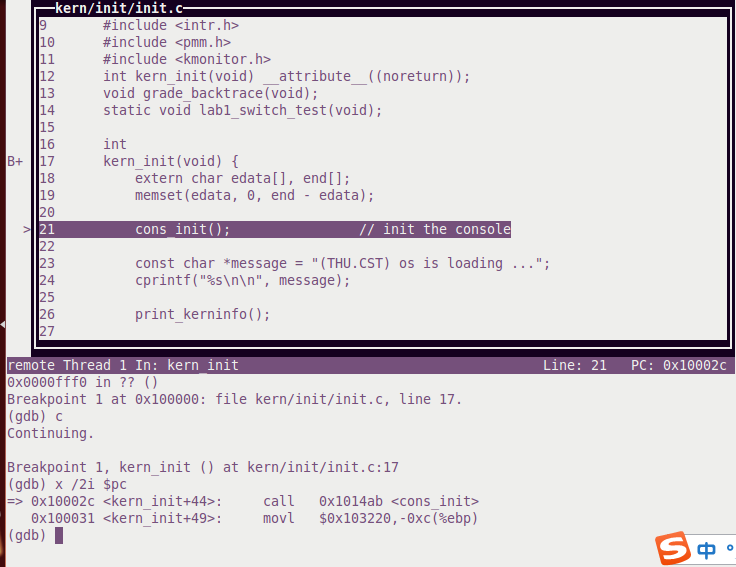 kern/init/init.c
9 #include <intr.h>
10 #include <pmm.h>
11 #include <kmonitor.h>
12 int kern_init(void) __attribute__((noreturn));
13 void grade_backtrace(void);
14 static void lab1_switch_test(void);
15
16 int
B+ 17 kern_init(void) {
18 extern char edata[], end[];
19 memset(edata, 0, end - edata);
20
> 21 cons_init(); // init the console
22
23 const char *message = "(THU.CST) os is loading ...";
24 cprintf("%s\n\n", message);
25
26 print_kerninfo();
27
remote Thread 1 In: kern_init Line: 21 PC: 0x10002c
0x0000fff0 in ?? ()
Breakpoint 1 at 0x100000: file kern/init/init.c, line 17.
(gdb) c
Continuing.
Breakpoint 1, kern_init () at kern/init/init.c:17
(gdb) x /2i $pc
=> 0x10002c <kern_init+44>: call 0x1014ab <cons_init>
0x100031 <kern_init+49>: movl $0x103220,-0xc(%ebp)
(gdb)
S 中 °,